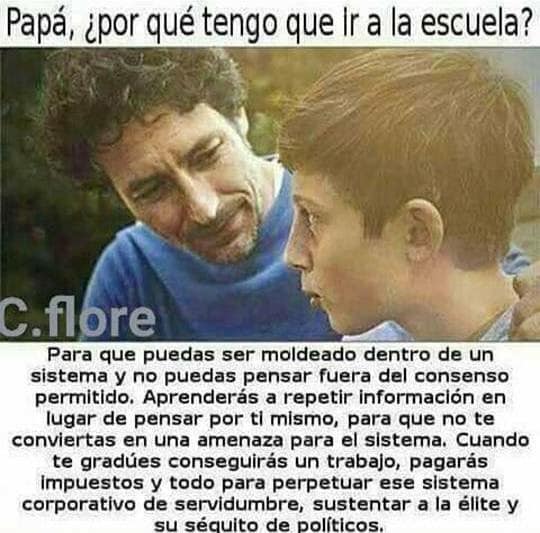 Papá, ¿por qué tengo que ir a la escuela?
C.flore
Para que puedas ser moldeado dentro de un
sistema y no puedas pensar fuera del consenso
permitido. Aprenderás a repetir información en
lugar de pensar por ti mismo, para que no te
conviertas en una amenaza para el sistema. Cuando
te gradúes conseguirás un trabajo, pagarás
impuestos y todo para perpetuar ese sistema
corporativo de servidumbre, sustentar a la élite y
su séquito de políticos.